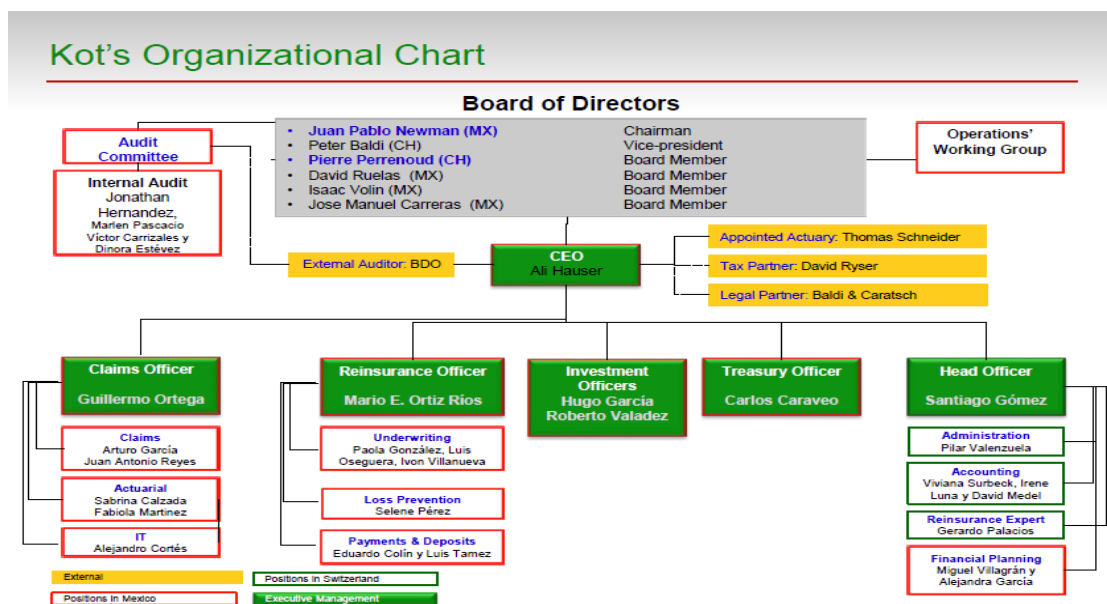 Kot's Organizational Chart
Board of Directors
• Juan Pablo Newman (MX) Chairman
• Peter Baldi (CH) Vice-president
• Pierre Perrenoud (CH) Board Member
• David Ruelas (MX) Board Member
• Isaac Volin (MX) Board Member
• Jose Manuel Carreras (MX) Board Member
Audit
Committee
Internal Audit
Jonathan
Hernandez,
Marlen Pascacio
Víctor Carrizales y
Dinora Estévez
Operations'
Working Group
External Auditor: BDO
CEO
Ali Hauser
Appointed Actuary: Thomas Schneider
Tax Partner: David Ryser
Legal Partner: Baldi & Caratsch
Claims Officer
Guillermo Ortega
Claims
Arturo García
Juan Antonio Reyes
Actuarial
Sabrina Calzada
Fabiola Martinez
IT
Alejandro Cortés
Reinsurance Officer
Mario E. Ortiz Ríos
Underwriting
Paola González, Luis
Oseguera, Ivon Villanueva
Loss Prevention
Selene Pérez
Payments & Deposits
Eduardo Colín y Luis Tamez
Investment
Officers
Hugo García
Roberto Valadez
Treasury Officer
Carlos Caraveo
Head Officer
Santiago Gómez
Administration
Pilar Valenzuela
Accounting
Viviana Surbeck, Irene
Luna y David Medel
Reinsurance Expert
Gerardo Palacios
Financial Planning
Miguel Villagrán y
Alejandra García
External
Positions in Switzerland
Positions in Mexico
Executive Management